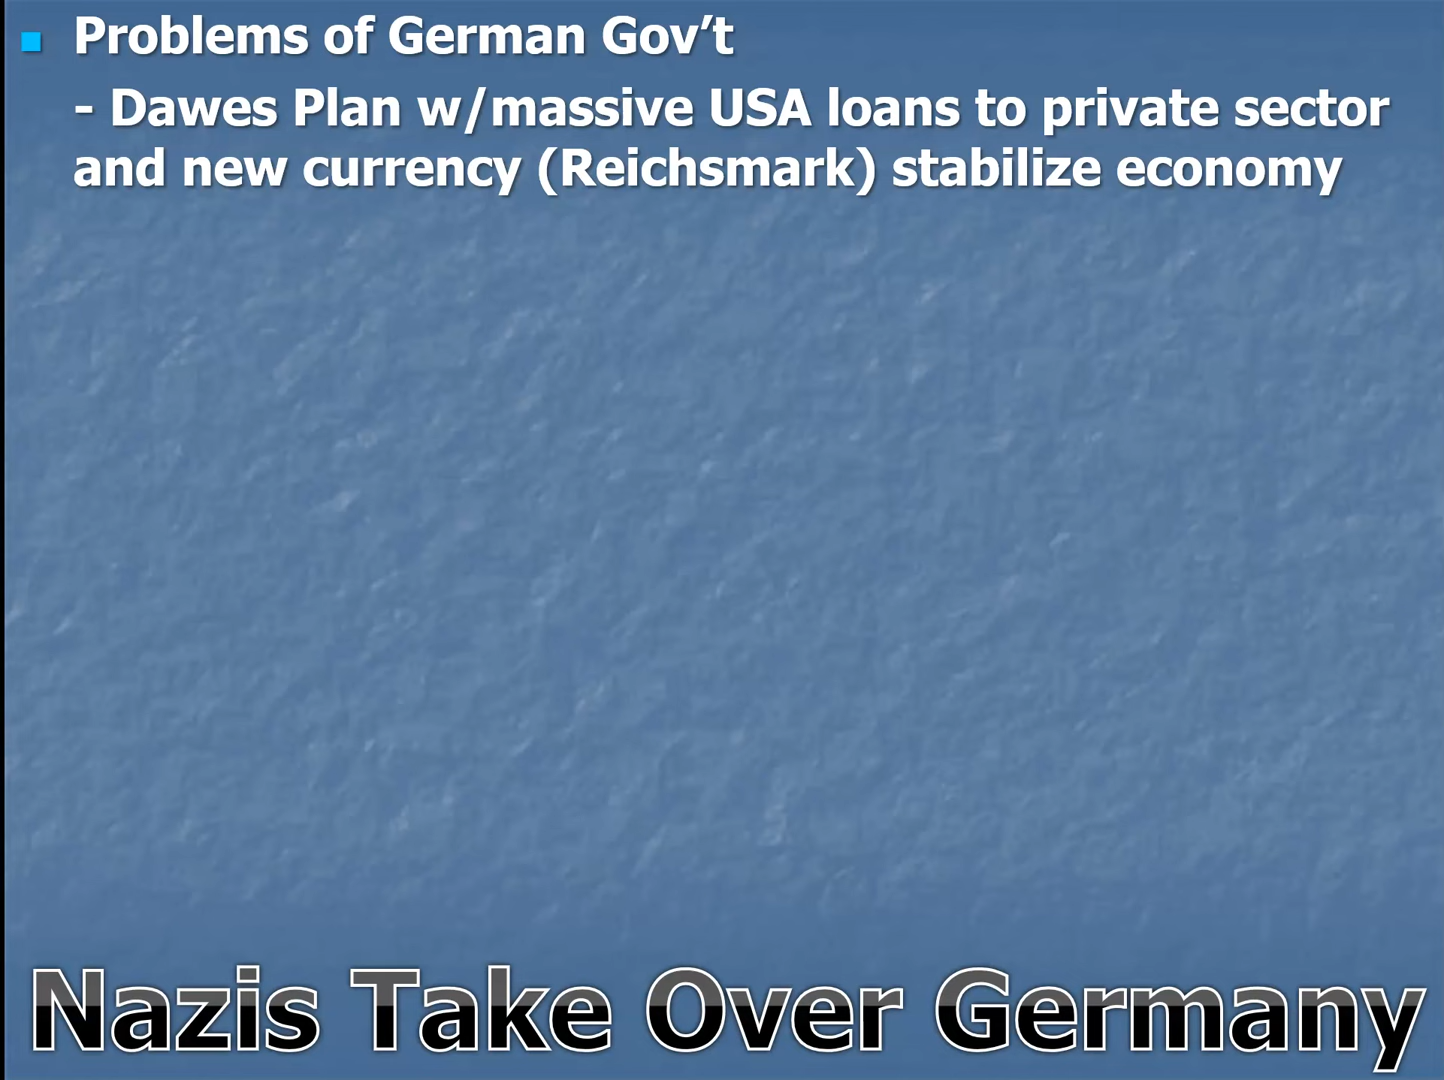 Problems of German Gov’t
- Dawes Plan w/massive USA loans to private sector
and new currency (Reichsmark) stabilize economy
Nazis Take Over Germany